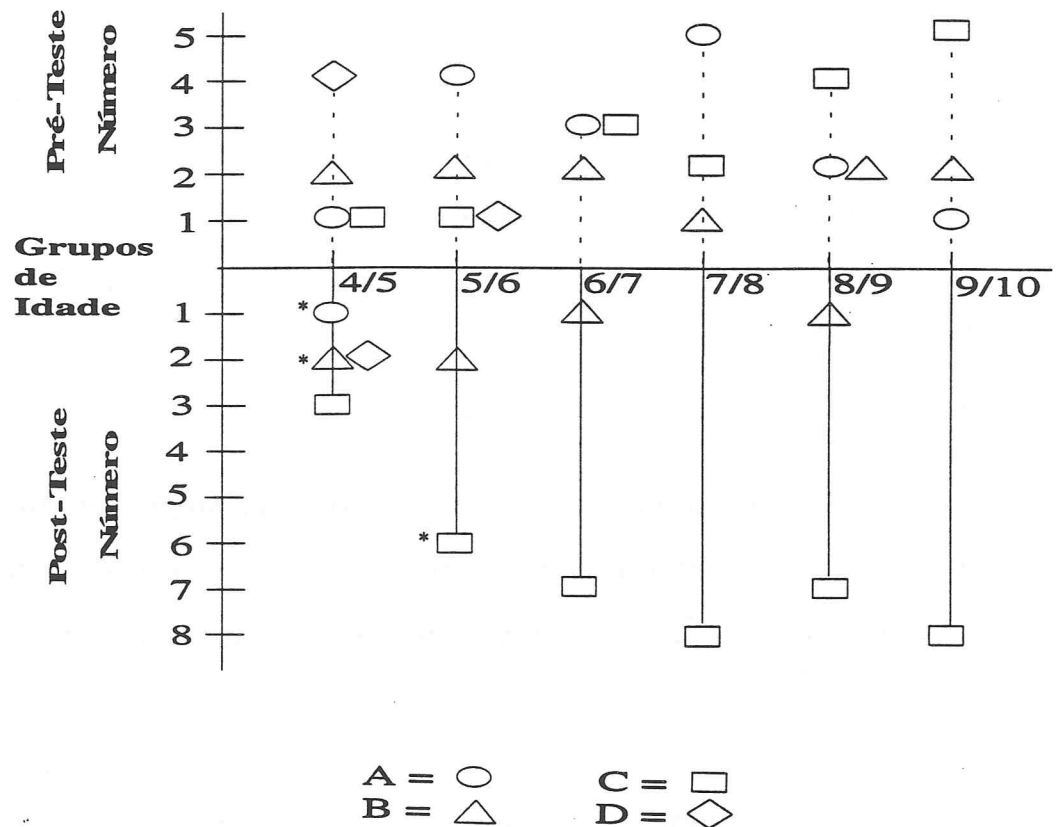 Pré-Teste
Número
5
4
3
2
1
Grupos
de
Idade
4/5
5/6
6/7
7/8
8/9
9/10
Post-Teste
Número
1
2
3
4
5
6
7
8
*
*
*
A =
C =
B =
D =